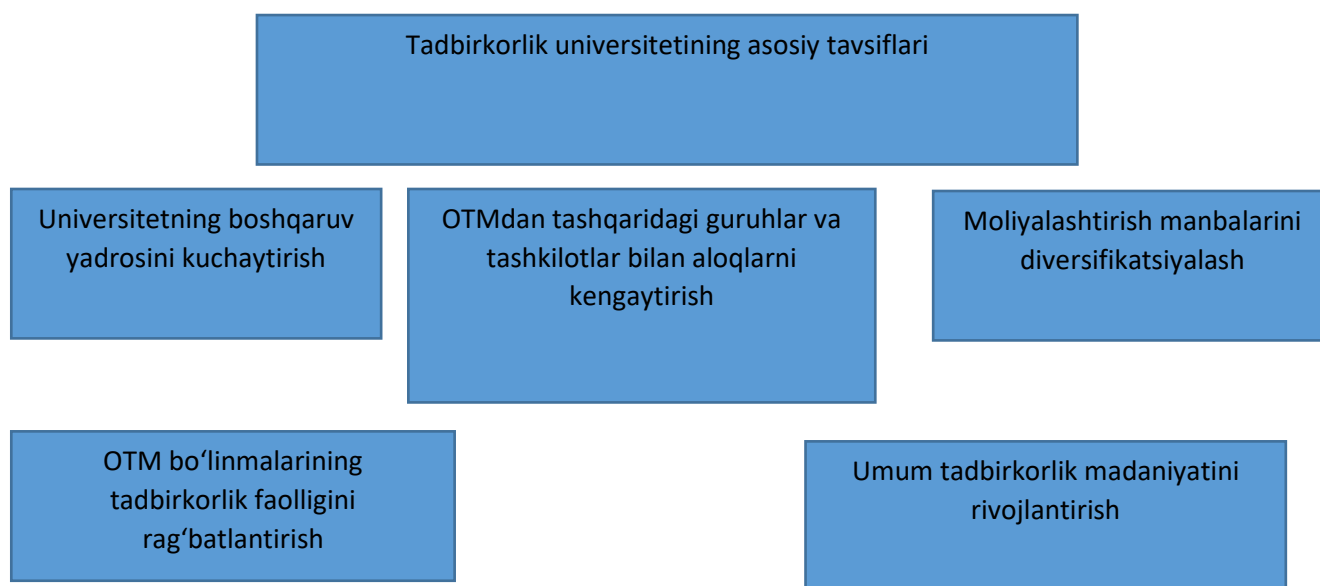 Tadbirkorlik universitetining asosiy tavsiflari
Universitetning boshqaruv
yadrosini kuchaytirish
OTMdan tashqaridagi guruhlar va
tashkilotlar bilan aloqlarni
kengaytirish
Moliyalashtirish manbalarini
diversifikatsiyalash
OTM bo‘linmalarining
tadbirkorlik faolligini
rag‘batlantirish
Umum tadbirkorlik madaniyatini
rivojlantirish